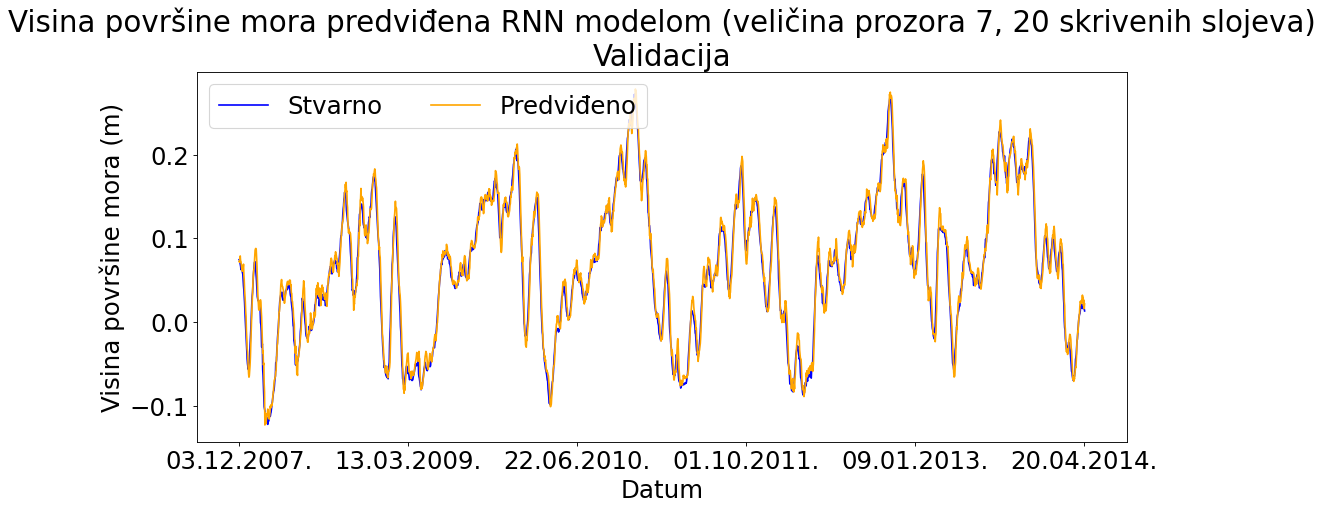 Visina površine mora predviđena RNN modelom (veličina prozora 7, 20 skrivenih slojeva)
Validacija
Stvarno Predviđeno
Visina površine mora (m)
0.2
0.1
0.0
−0.1
03.12.2007. 13.03.2009. 22.06.2010. 01.10.2011. 09.01.2013. 20.04.2014.
Datum